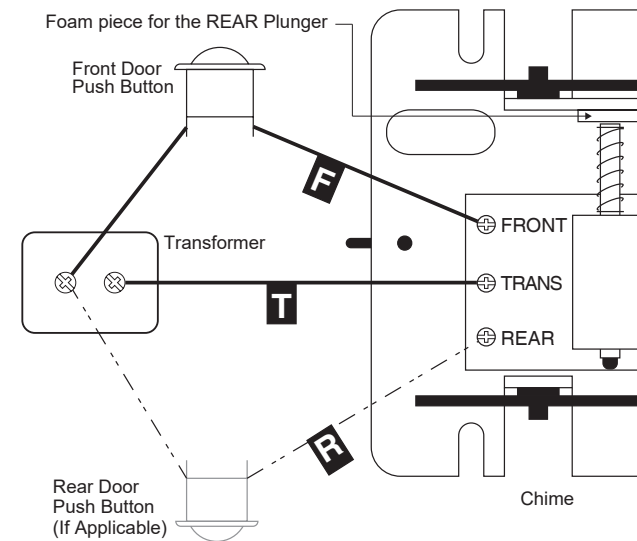 Foam piece for the REAR Plunger
Front Door
Push Button
F
FRONT
Transformer
TRANS
T
REAR
R
Rear Door
Push Button
(If Applicable)
Chime